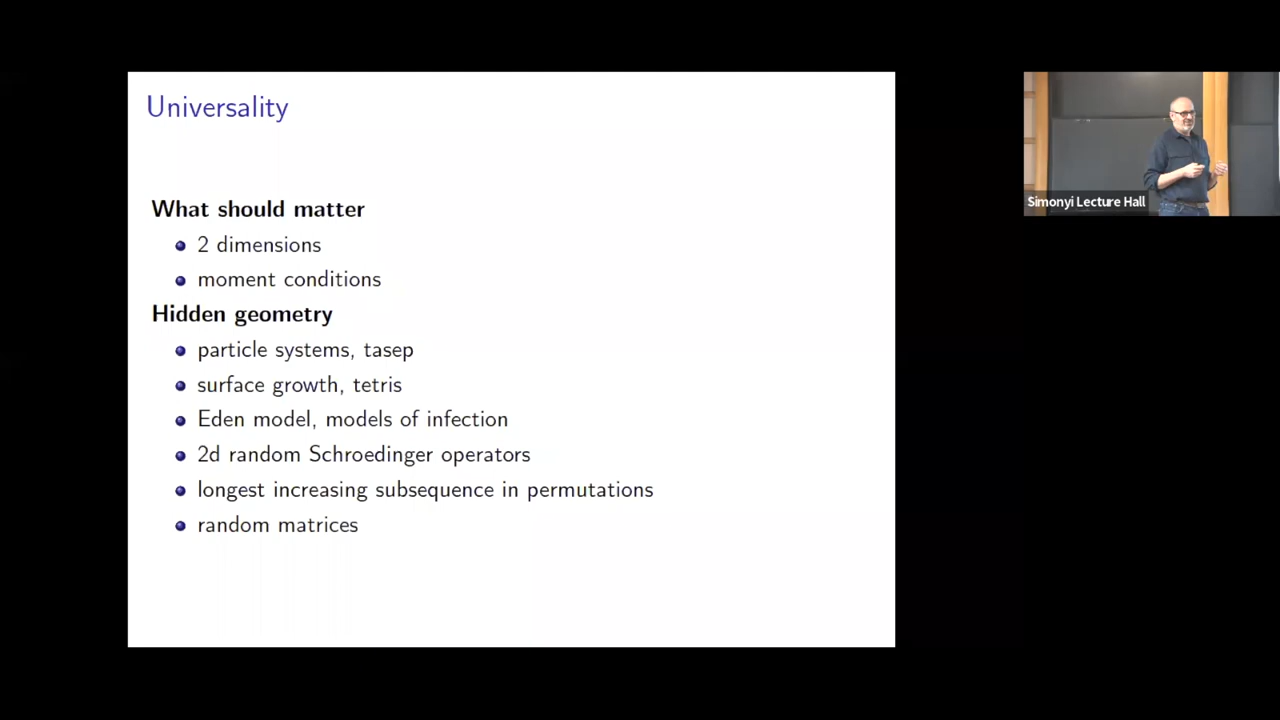 Universality
What should matter
2 dimensions
moment conditions
Hidden geometry
particle systems, tasep
surface growth, tetris
Eden model, models of infection
2d random Schroedinger operators
longest increasing subsequence in permutations
random matrices
Simonyi Lecture Hall